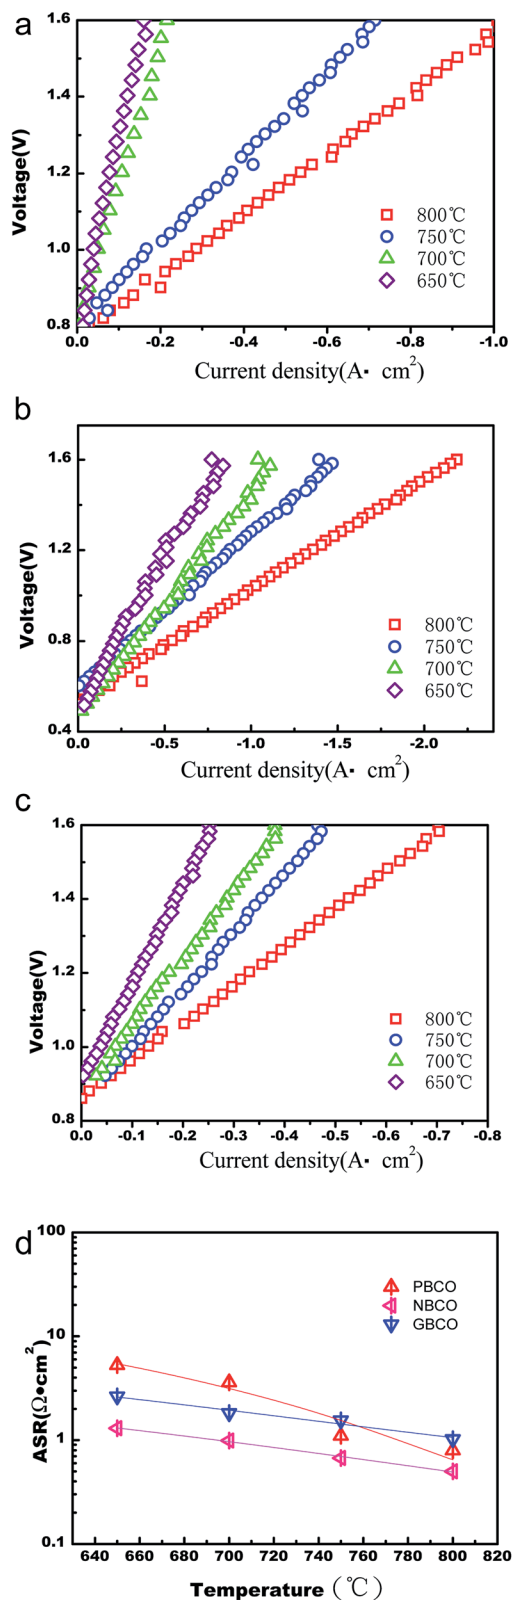 a
1.6
1.4
1.2
1.0
0.8
Voltage(V)
800℃
750℃
700℃
650℃
0.0 -0.2 -0.4 -0.6 -0.8 -1.0
Current density(A· cm²)
b
1.6
1.2
0.8
0.4
Voltage(V)
800℃
750℃
700℃
650℃
0.0 -0.5 -1.0 -1.5 -2.0
Current density(A· cm²)
c
1.6
1.4
1.2
1.0
0.8
Voltage(V)
800℃
750℃
700℃
650℃
0.0 -0.1 -0.2 -0.3 -0.4 -0.5 -0.6 -0.7 -0.8
Current density(A· cm²)
d
100
10
1
0.1
ASR(Ω•cm²)
PBCO
NBCO
GBCO
640 660 680 700 720 740 760 780 800 820
Temperature（℃）